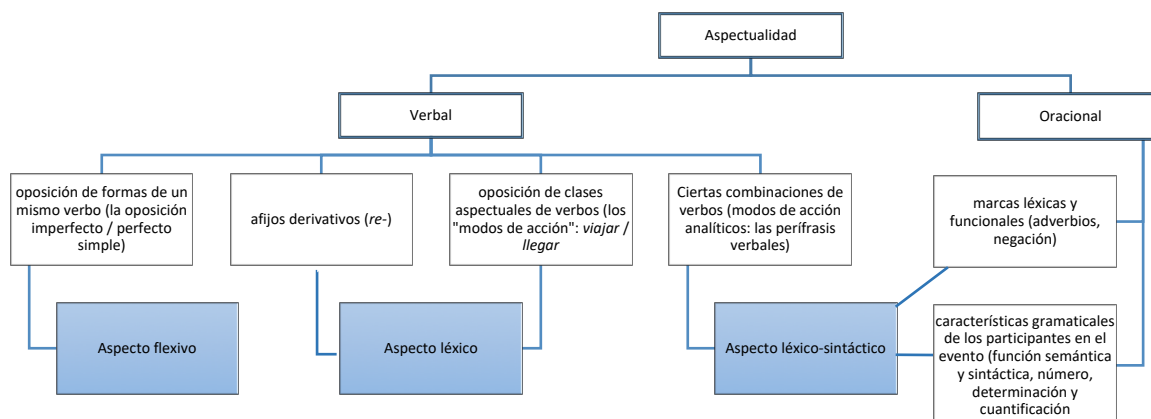 Aspectualidad
Verbal
Oracional
oposición de formas de un
mismo verbo (la oposición
imperfecto / perfecto
simple)
afijos derivativos (re-)
oposición de clases
aspectuales de verbos (los
"modos de acción": viajar /
llegar
Ciertas combinaciones de
verbos (modos de acción
analíticos: las perífrasis
verbales)
marcas léxicas y
funcionales (adverbios,
negación)
Aspecto flexivo
Aspecto léxico
Aspecto léxico-sintáctico
características gramaticales
de los participantes en el
evento (función semántica
y sintáctica, número,
determinación y
cuantificación